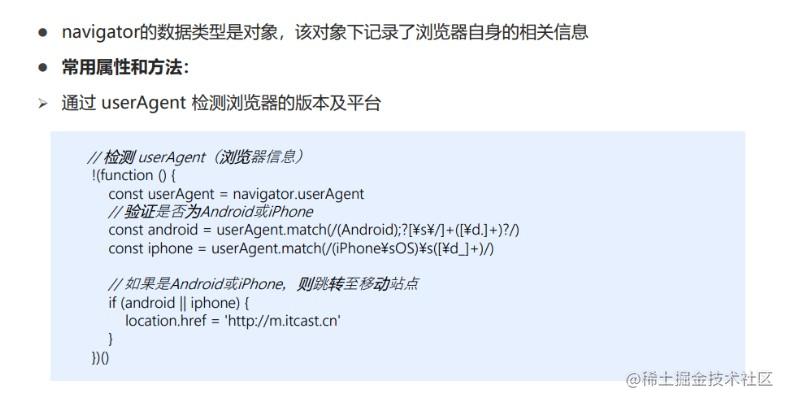 ● navigator的数据类型是对象，该对象下记录了浏览器自身的相关信息
● 常用属性和方法：
➢ 通过 userAgent 检测浏览器的版本及平台
// 检测 userAgent（浏览器信息）
!(function () {
const userAgent = navigator.userAgent
// 验证是否为Android或iPhone
const android = userAgent.match(/(Android);?[¥s¥/]+([¥d.]+)?/)
const iphone = userAgent.match(/(iPhone¥sOS)¥s([¥d_]+)/)
// 如果是Android或iPhone，则跳转至移动站点
if (android || iphone) {
location.href = 'http://m.itcast.cn'
}
})()
@稀土掘金技术社区